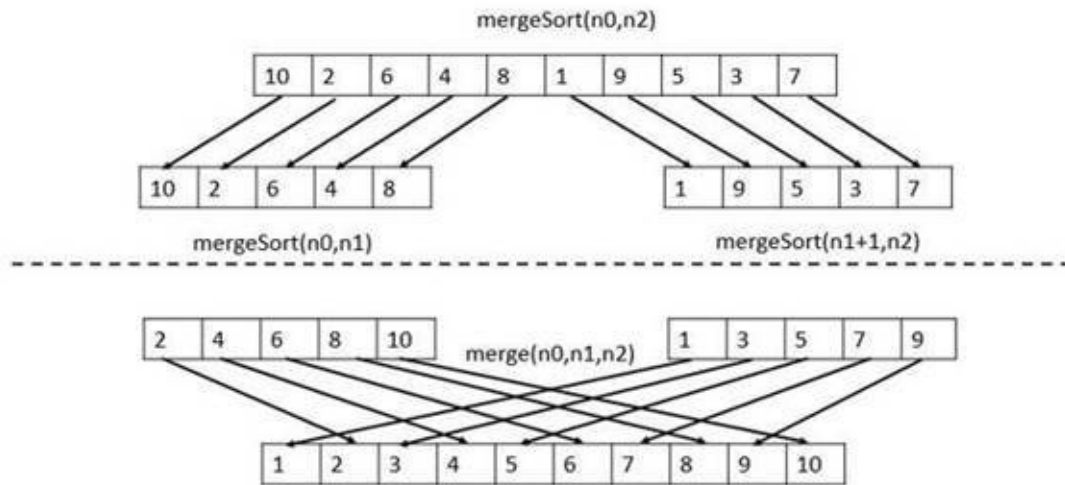 mergeSort(n0,n2)
10 2 6 4 8 1 9 5 3 7
10 2 6 4 8 1 9 5 3 7
mergeSort(n0,n1) mergeSort(n1+1,n2)
2 4 6 8 10 1 3 5 7 9
merge(n0,n1,n2)
1 2 3 4 5 6 7 8 9 10